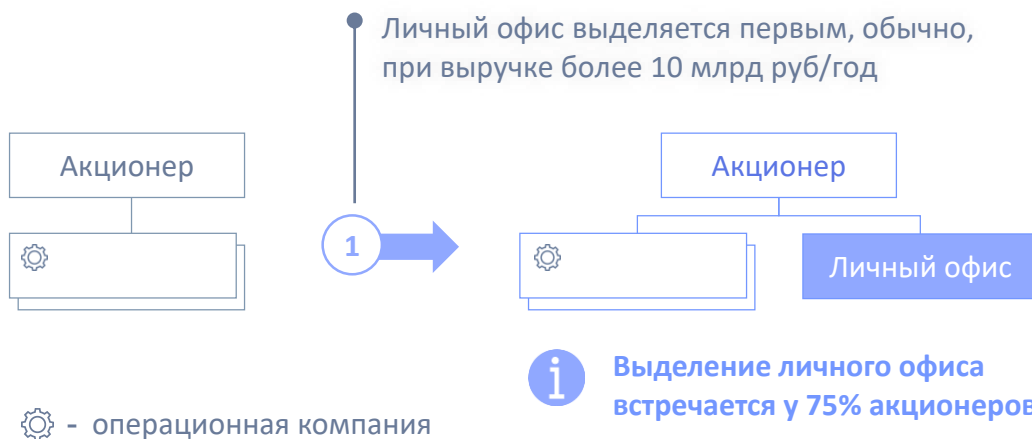 Личный офис выделяется первым, обычно,
при выручке более 10 млрд руб/год
Акционер
1
Акционер
Личный офис
Выделение личного офиса
встречается у 75% акционеров
- операционная компания